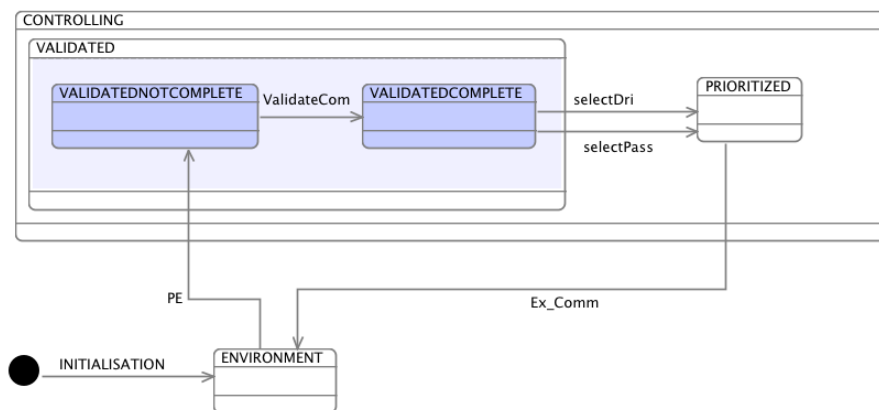 CONTROLLING
VALIDATED
VALIDATEDNOTCOMPLETE
ValidateCom
VALIDATEDCOMPLETE
selectDri
selectPass
PRIORITIZED
PE
Ex_Comm
INITIALISATION
ENVIRONMENT